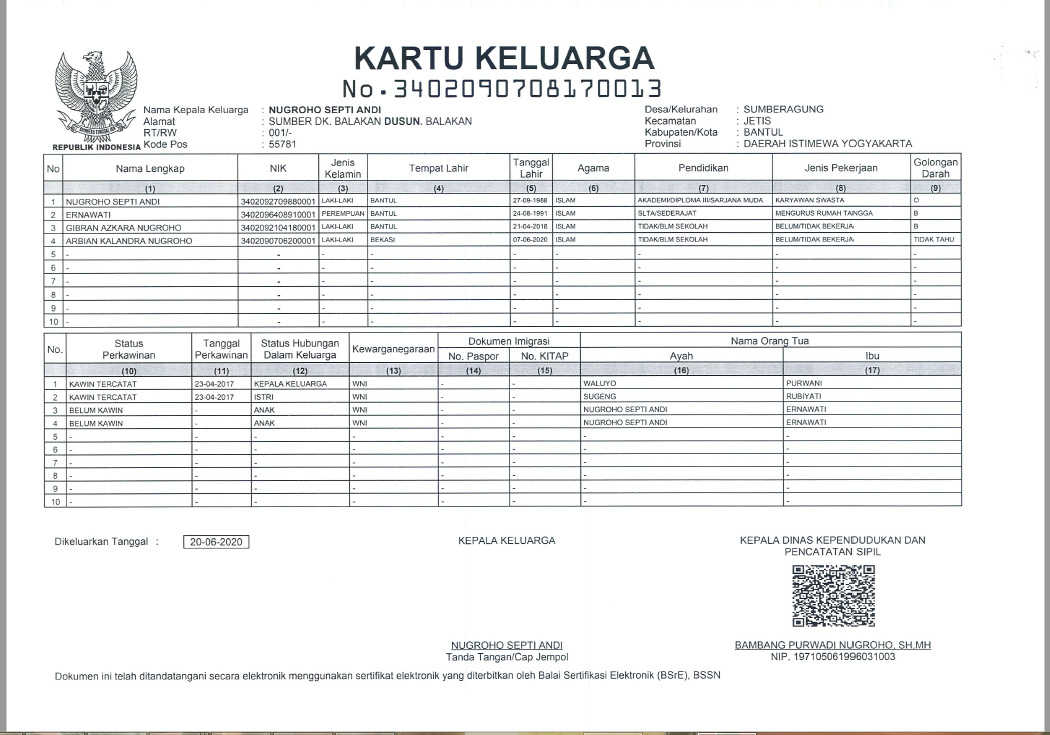 KARTU KELUARGA
No.3402090708170013
Nama Kepala Keluarga : NUGROHO SEPTI ANDI
Alamat : SUMBER DK. BALAKAN DUSUN. BALAKAN
RT/RW : 001/-
Kode Pos : 55781
REPUBLIK INDONESIA
Desa/Kelurahan : SUMBERAGUNG
Kecamatan : JETIS
Kabupaten/Kota : BANTUL
Provinsi : DAERAH ISTIMEWA YOGYAKARTA
No Nama Lengkap NIK Jenis Kelamin Tempat Lahir Tanggal Lahir Agama Pendidikan Jenis Pekerjaan Golongan Darah
(1) (2) (3) (4) (5) (6) (7) (8) (9)
1 NUGROHO SEPTI ANDI 3402092709880001 LAKI-LAKI BANTUL 27-09-1988 ISLAM AKADEMI/DIPLOMA III/SARJANA MUDA KARYAWAN SWASTA O
2 ERNAWATI 3402096408910001 PEREMPUAN BANTUL 24-08-1991 ISLAM SLTA/SEDERAJAT MENGURUS RUMAH TANGGA B
3 GIBRAN AZKARA NUGROHO 3402092104180001 LAKI-LAKI BANTUL 21-04-2018 ISLAM TIDAK/BLM SEKOLAH BELUM/TIDAK BEKERJA B
4 ARBIAN KALANDRA NUGROHO 3402090706200001 LAKI-LAKI BEKASI 07-06-2020 ISLAM TIDAK/BLM SEKOLAH BELUM/TIDAK BEKERJA TIDAK TAHU
5 - - - - - - - - -
6 - - - - - - - - -
7 - - - - - - - - -
8 - - - - - - - - -
9 - - - - - - - - -
10 - - - - - - - - -
No. Status Perkawinan Tanggal Perkawinan Status Hubungan Dalam Keluarga Kewarganegaraan Dokumen Imigrasi Nama Orang Tua
No. Paspor No. KITAP Ayah Ibu
(10) (11) (12) (13) (14) (15) (16) (17)
1 KAWIN TERCATAT 23-04-2017 KEPALA KELUARGA WNI - - WALUYO PURWANI
2 KAWIN TERCATAT 23-04-2017 ISTRI WNI - - SUGENG RUBIYATI
3 BELUM KAWIN - ANAK WNI - - NUGROHO SEPTI ANDI ERNAWATI
4 BELUM KAWIN - ANAK WNI - - NUGROHO SEPTI ANDI ERNAWATI
5 - - - - - - - -
6 - - - - - - - -
7 - - - - - - - -
8 - - - - - - - -
9 - - - - - - - -
10 - - - - - - - -
Dikeluarkan Tanggal : 20-06-2020
KEPALA KELUARGA
NUGROHO SEPTI ANDI
Tanda Tangan/Cap Jempol
KEPALA DINAS KEPENDUDUKAN DAN
PENCATATAN SIPIL
BAMBANG PURWADI NUGROHO, SH.MH
NIP. 197105061996031003
Dokumen ini telah ditandatangani secara elektronik menggunakan sertifikat elektronik yang diterbitkan oleh Balai Sertifikasi Elektronik (BSrE), BSSN